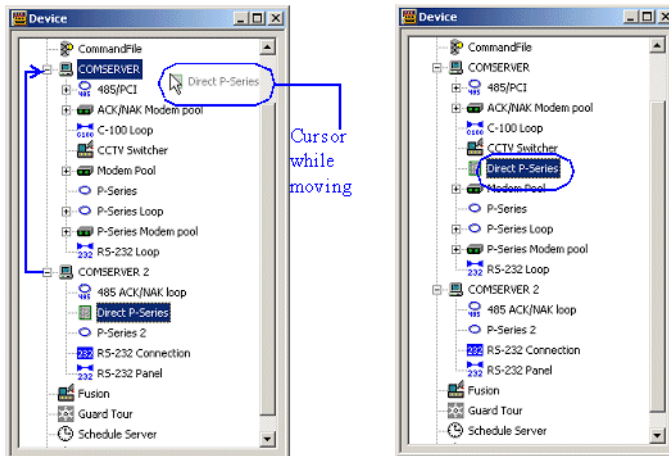 Device
CommandFile
COMSERVER
Direct P-Series
485/PCI
ACK/NAK Modem pool
C-100 Loop
CCTV Switcher
Modem Pool
P-Series
P-Series Loop
P-Series Modem pool
RS-232 Loop
COMSERVER 2
485 ACK/NAK loop
Direct P-Series
P-Series 2
RS-232 Connection
RS-232 Panel
Fusion
Guard Tour
Schedule Server
Cursor
while
moving
Device
CommandFile
COMSERVER
485/PCI
ACK/NAK Modem pool
C-100 Loop
CCTV Switcher
Direct P-Series
Modem Pool
P-Series
P-Series Loop
P-Series Modem pool
RS-232 Loop
COMSERVER 2
485 ACK/NAK loop
P-Series 2
RS-232 Connection
RS-232 Panel
Fusion
Guard Tour
Schedule Server